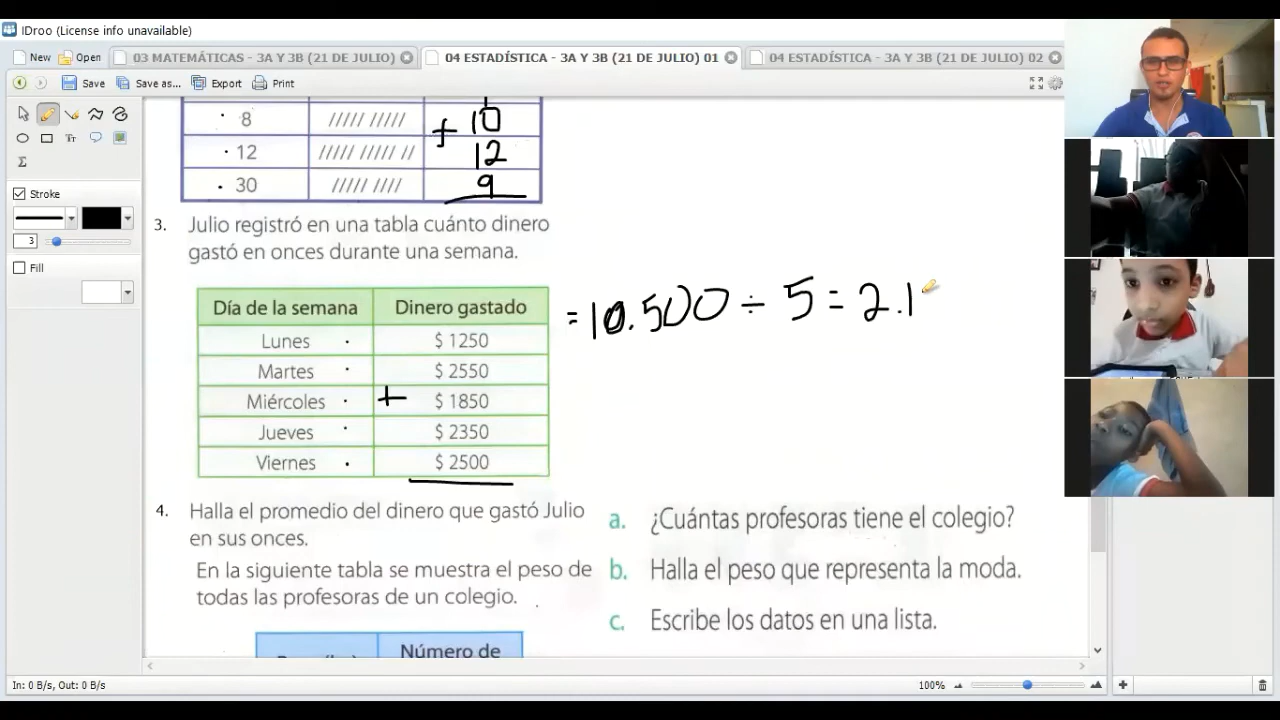 IDroo (License info unavailable)
New Open 03 MATEMÁTICAS - 3A Y 3B (21 DE JULIO) 04 ESTADÍSTICA - 3A Y 3B (21 DE JULIO) 01 04 ESTADÍSTICA - 3A Y 3B (21 DE JULIO) 02
Save Save as... Export Print
Tт
Σ
Stroke
3
Fill
8 ///// ///// + 10
12 ///// ///// // 12
30 ///// //// 9
3. Julio registró en una tabla cuánto dinero
gastó en onces durante una semana.
Día de la semana Dinero gastado
Lunes $ 1250
Martes $ 2550
Miércoles + $ 1850
Jueves $ 2350
Viernes $ 2500
= 10.500 ÷ 5 = 2.1
4. Halla el promedio del dinero que gastó Julio
en sus onces.
En la siguiente tabla se muestra el peso de
todas las profesoras de un colegio.
Número de
a. ¿Cuántas profesoras tiene el colegio?
b. Halla el peso que representa la moda.
c. Escribe los datos en una lista.
In: 0 B/s, Out: 0 B/s 100%